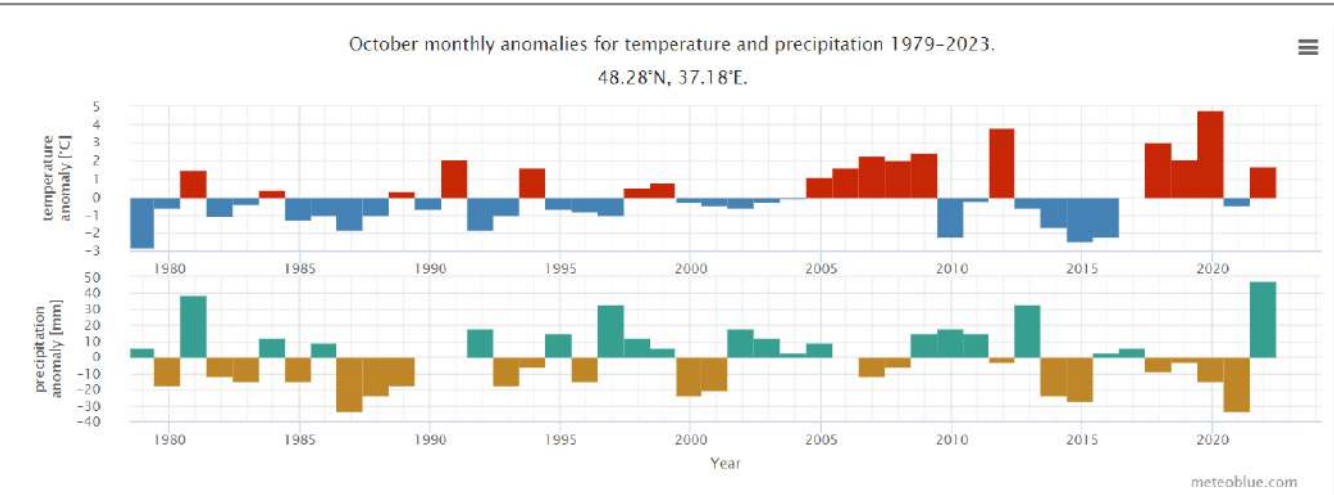 October monthly anomalies for temperature and precipitation 1979–2023.
48.28°N, 37.18°E.
temperature
anomaly [°C]
5
4
3
2
1
0
-1
-2
-3
1980 1985 1990 1995 2000 2005 2010 2015 2020
precipitation
anomaly [mm]
50
40
30
20
10
0
-10
-20
-30
-40
1980 1985 1990 1995 2000 2005 2010 2015 2020
Year
meteoblue.com